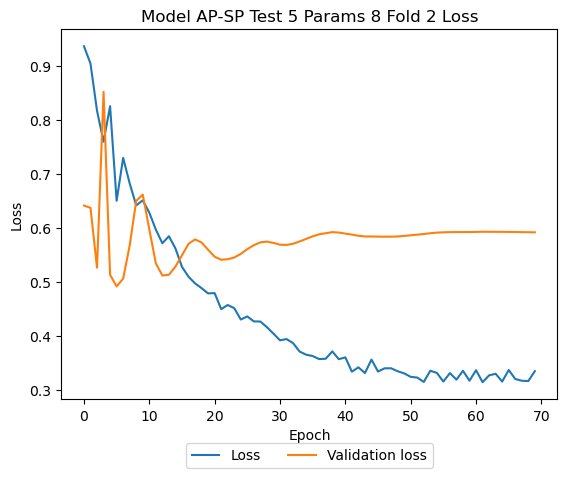 Model AP-SP Test 5 Params 8 Fold 2 Loss
Loss
0.9
0.8
0.7
0.6
0.5
0.4
0.3
0 10 20 30 40 50 60 70
Epoch
Loss Validation loss